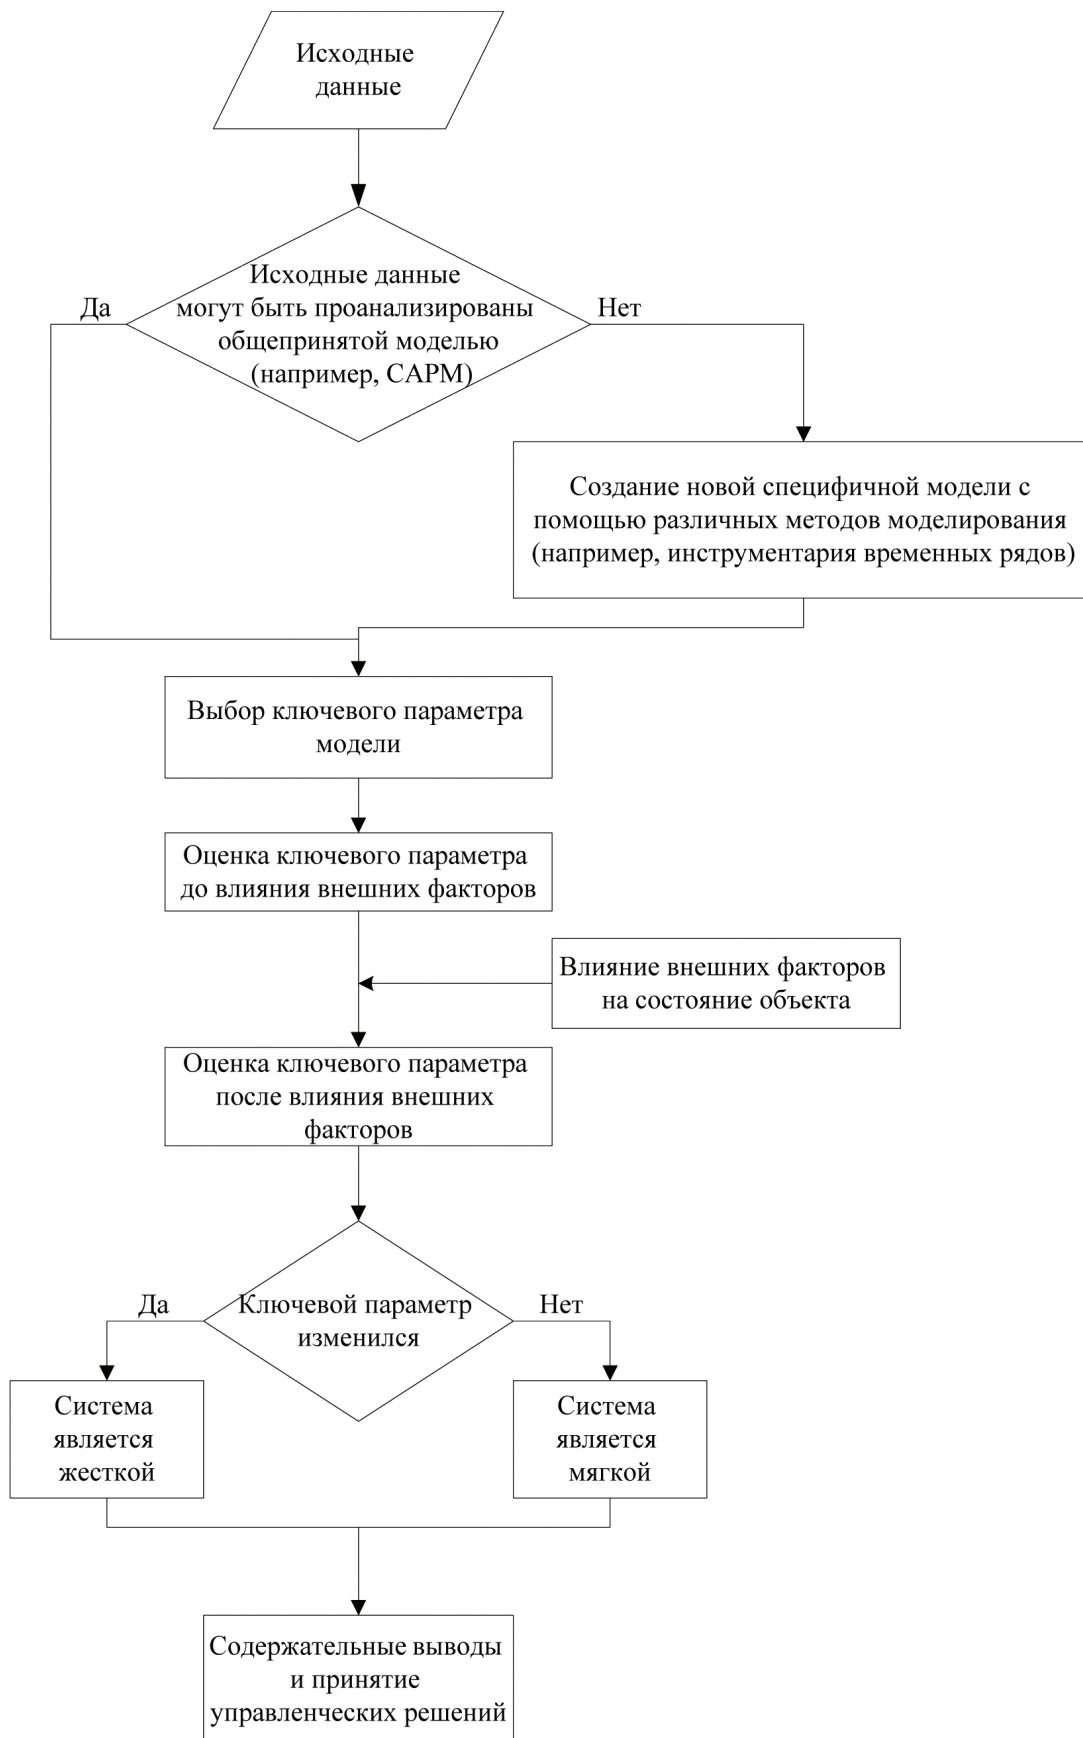 Исходные
данные
Исходные данные
могут быть проанализированы
общепринятой моделью
(например, САРМ)
Да
Нет
Создание новой специфичной модели с
помощью различных методов моделирования
(например, инструментария временных рядов)
Выбор ключевого параметра
модели
Оценка ключевого параметра
до влияния внешних факторов
Влияние внешних факторов
на состояние объекта
Оценка ключевого параметра
после влияния внешних
факторов
Ключевой параметр
изменился
Да
Нет
Система
является
жесткой
Система
является
мягкой
Содержательные выводы
и принятие
управленческих решений